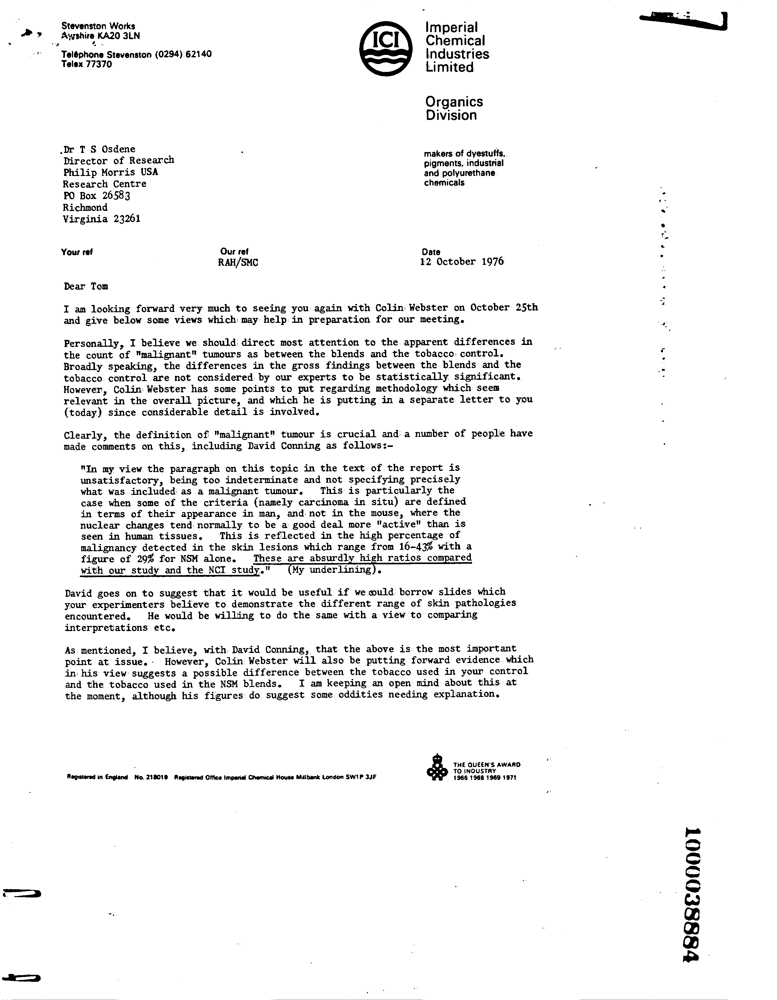 Stevenston Works
Ayrshire KA20 3LN
Telephone Stevenston (0294) 62140
Telex 77370
ICI
Imperial
Chemical
Industries
Limited
Organics
Division
makers of dyestuffs,
pigments, industrial
and polyurethane
chemicals
Dr T S Osdene
Director of Research
Philip Morris USA
Research Centre
PO Box 26583
Richmond
Virginia 23261
Your ref
Our ref
RAH/SMC
Date
12 October 1976
Dear Tom
I am looking forward very much to seeing you again with Colin Webster on October 25th
and give below some views which may help in preparation for our meeting.
Personally, I believe we should direct most attention to the apparent differences in
the count of "malignant" tumours as between the blends and the tobacco control.
Broadly speaking, the differences in the gross findings between the blends and the
tobacco control are not considered by our experts to be statistically significant.
However, Colin Webster has some points to put regarding methodology which seem
relevant in the overall picture, and which he is putting in a separate letter to you
(today) since considerable detail is involved.
Clearly, the definition of "malignant" tumour is crucial and a number of people have
made comments on this, including David Conning as follows:-
"In my view the paragraph on this topic in the text of the report is
unsatisfactory, being too indeterminate and not specifying precisely
what was included as a malignant tumour. This is particularly the
case when some of the criteria (namely carcinoma in situ) are defined
in terms of their appearance in man, and not in the mouse, where the
nuclear changes tend normally to be a good deal more "active" than is
seen in human tissues. This is reflected in the high percentage of
malignancy detected in the skin lesions which range from 16-43% with a
figure of 29% for NSM alone. These are absurdly high ratios compared
with our study and the NCI study." (My underlining).
David goes on to suggest that it would be useful if we could borrow slides which
your experimenters believe to demonstrate the different range of skin pathologies
encountered. He would be willing to do the same with a view to comparing
interpretations etc.
As mentioned, I believe, with David Conning, that the above is the most important
point at issue. However, Colin Webster will also be putting forward evidence which
in his view suggests a possible difference between the tobacco used in your control
and the tobacco used in the NSM blends. I am keeping an open mind about this at
the moment, although his figures do suggest some oddities needing explanation.
Registered in England No. 218019 Registered Office Imperial Chemical House Millbank London SW1P 3JF
THE QUEEN'S AWARD
TO INDUSTRY
1966 1968 1969 1971
1000038884